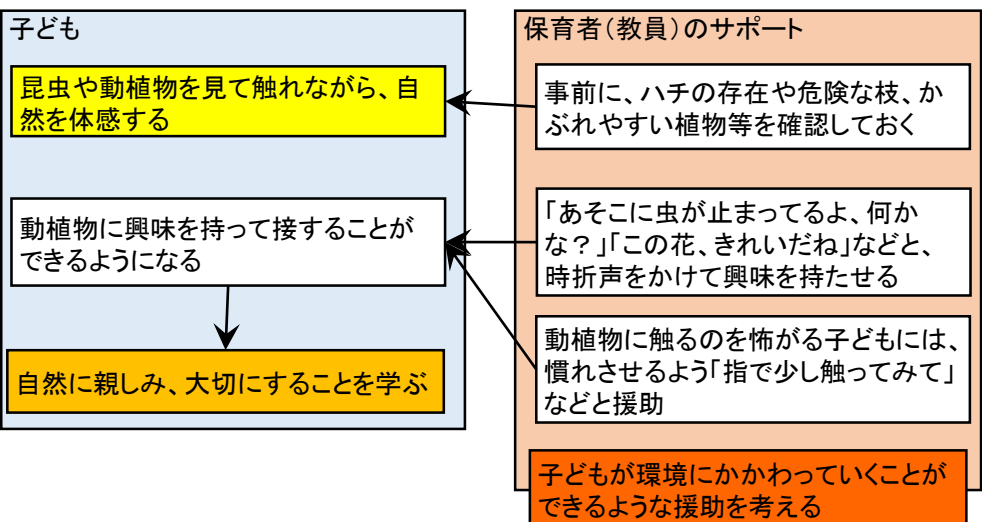 子ども
昆虫や動植物を見て触れながら、自
然を体感する
動植物に興味を持って接することが
できるようになる
自然に親しみ、大切にすることを学ぶ
保育者（教員）のサポート
事前に、ハチの存在や危険な枝、か
ぶれやすい植物等を確認しておく
「あそこに虫が止まってるよ、何か
な？」「この花、きれいだね」などと、
時折声をかけて興味を持たせる
動植物に触るのを怖がる子どもには、
慣れさせるよう「指で少し触ってみて」
などと援助
子どもが環境にかかわっていくことが
できるような援助を考える